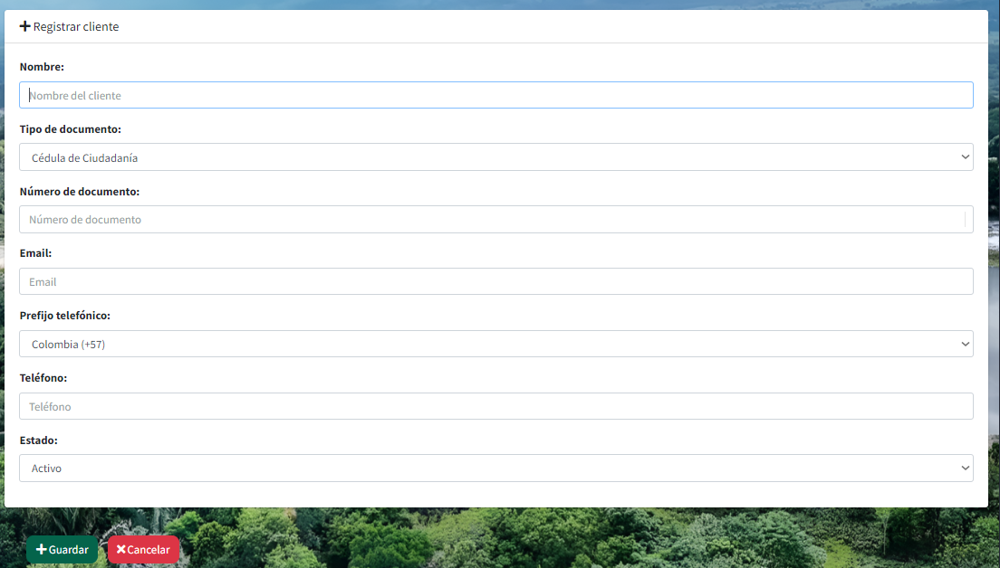 Registrar cliente
Nombre:
Nombre del cliente
Tipo de documento:
Cédula de Ciudadanía
Número de documento:
Número de documento
Email:
Email
Prefijo telefónico:
Colombia (+57)
Teléfono:
Teléfono
Estado:
Activo
Guardar Cancelar